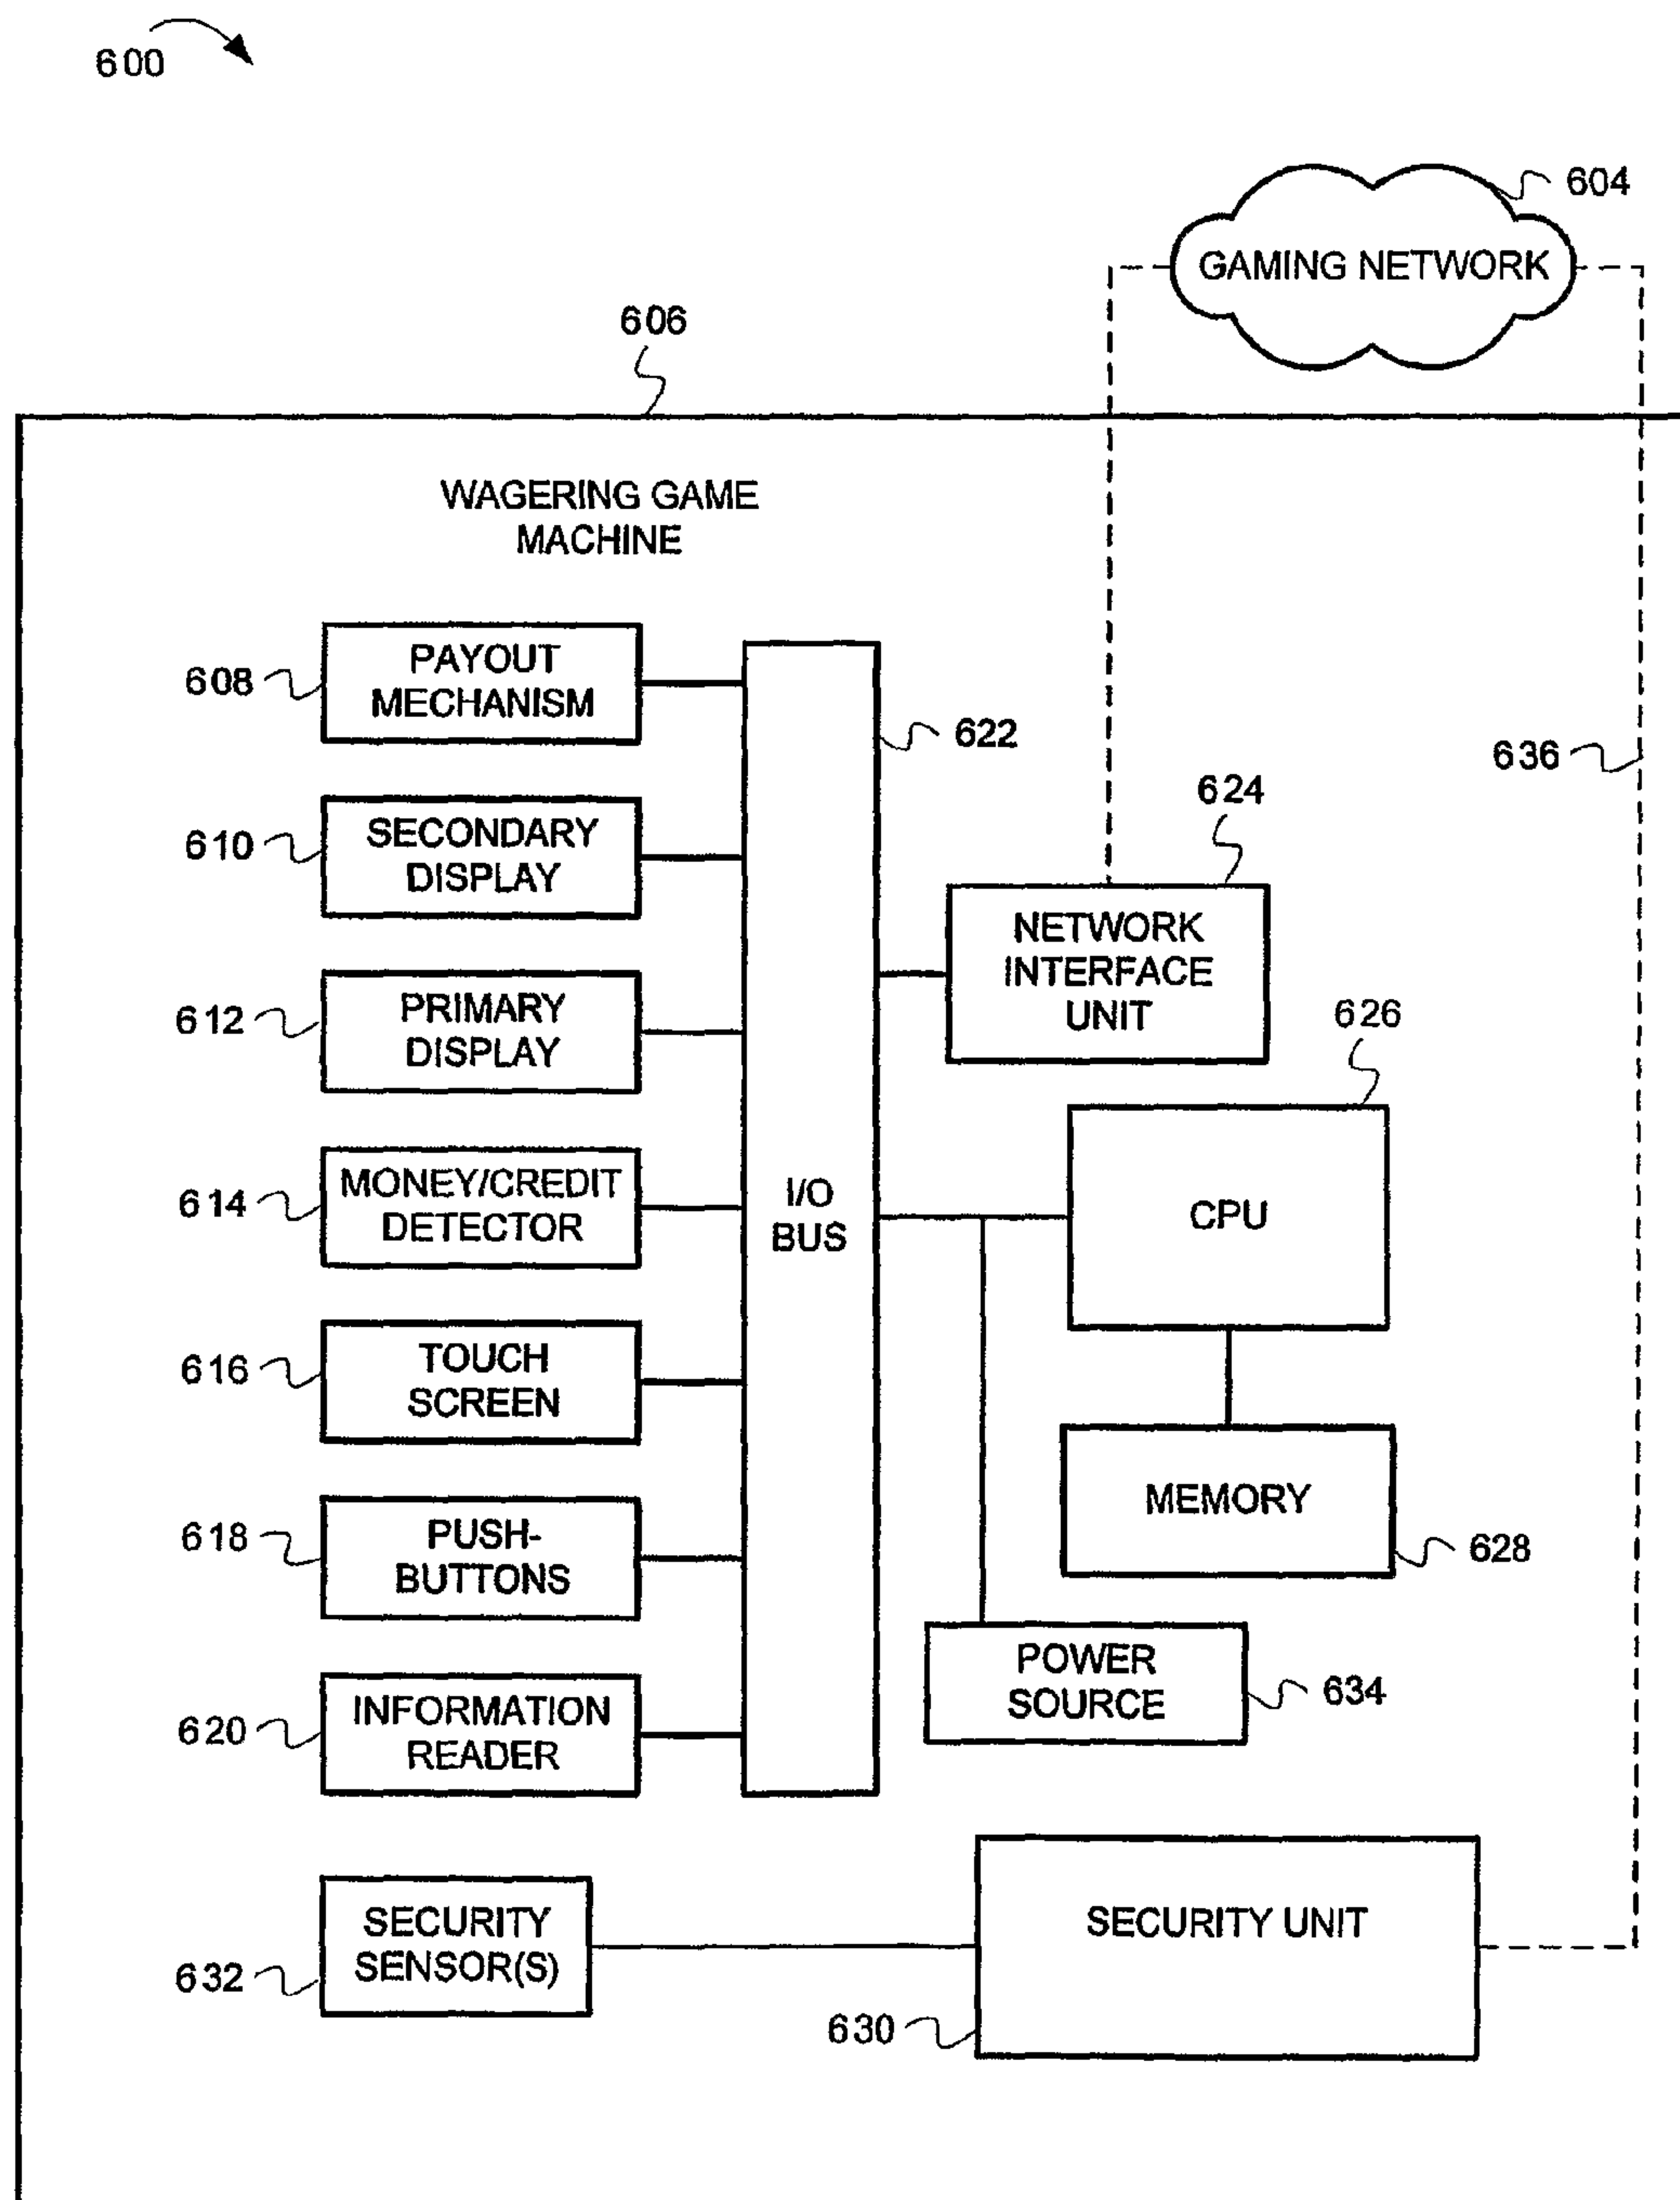 600
604
GAMING NETWORK
606
WAGERING GAME
MACHINE
608
PAYOUT
MECHANISM
622
636
610
SECONDARY
DISPLAY
624
NETWORK
INTERFACE
UNIT
612
PRIMARY
DISPLAY
626
614
MONEY/CREDIT
DETECTOR
I/O
BUS
CPU
616
TOUCH
SCREEN
MEMORY
628
618
PUSH-
BUTTONS
POWER
SOURCE
634
620
INFORMATION
READER
632
SECURITY
SENSOR(S)
SECURITY UNIT
630